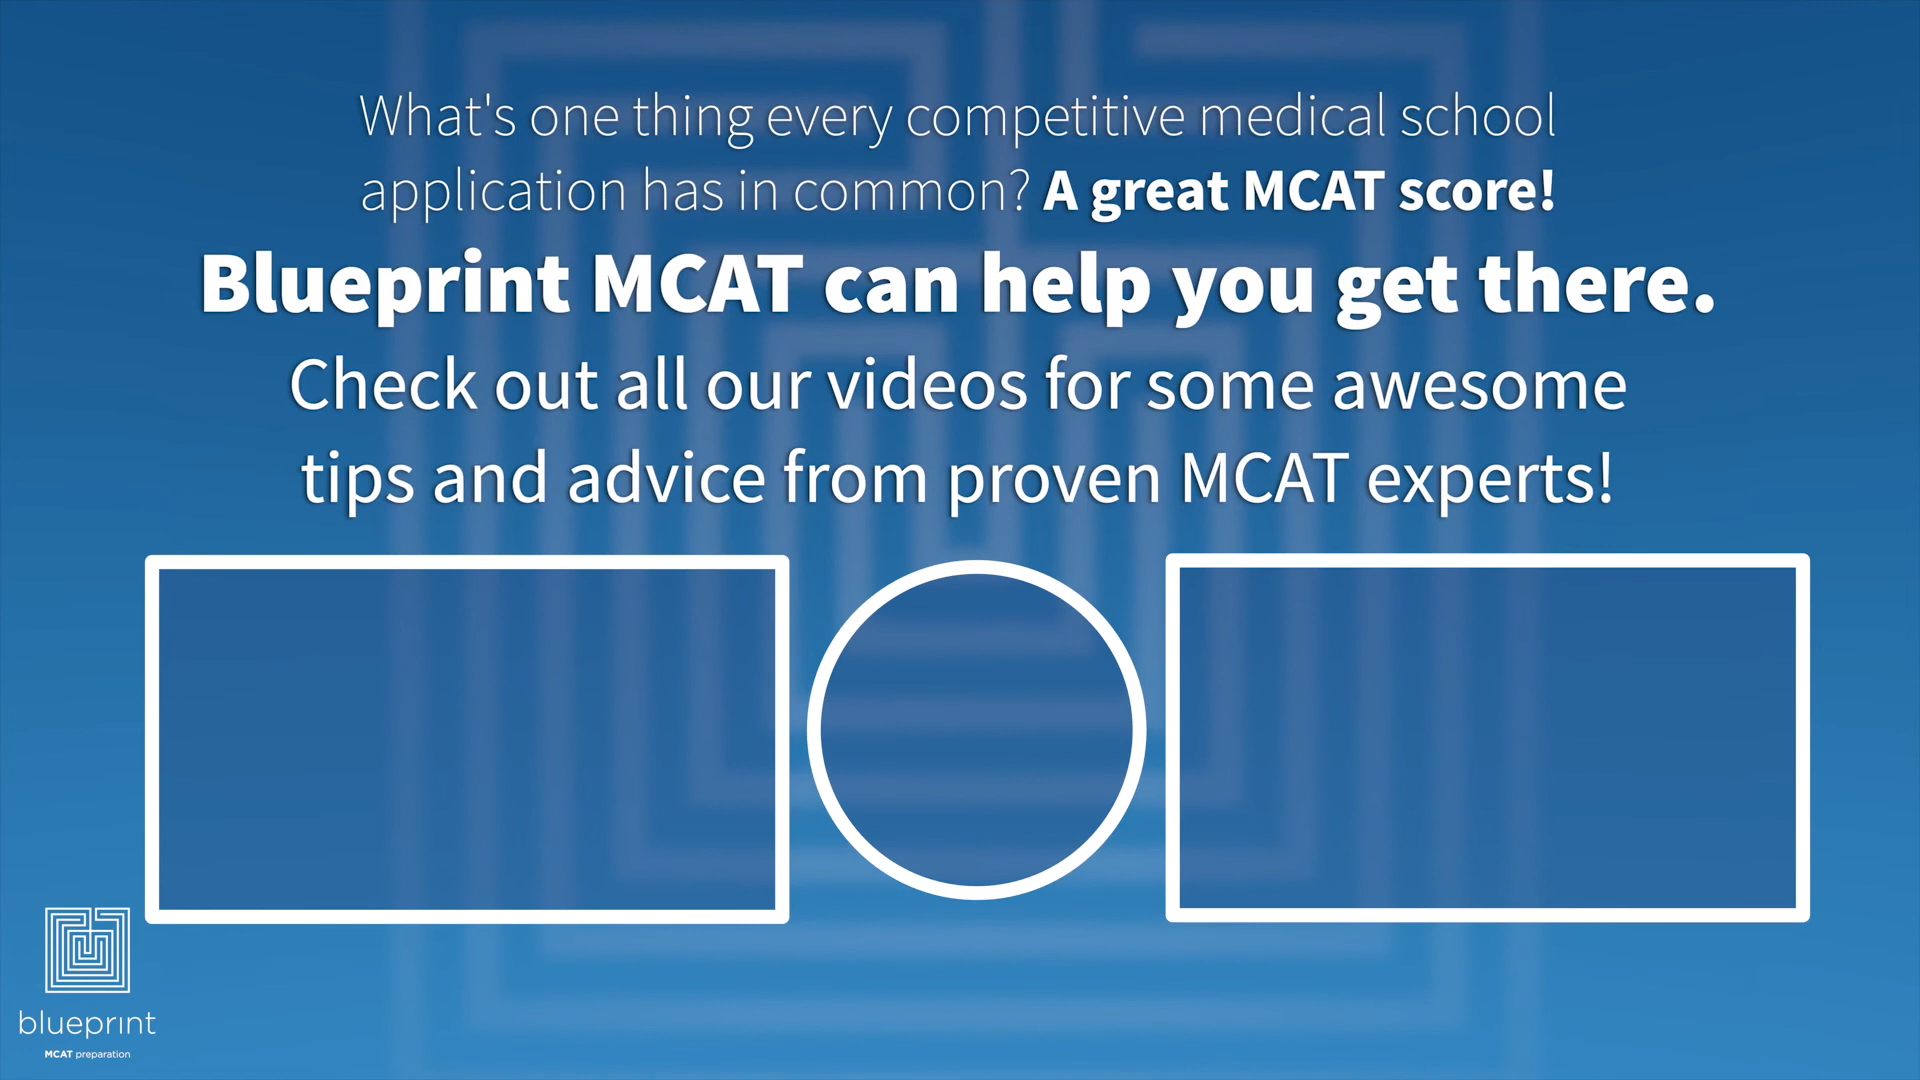 What's one thing every competitive medical school
application has in common? A great MCAT score!
Blueprint MCAT can help you get there.
Check out all our videos for some awesome
tips and advice from proven MCAT experts!
blueprint
MCAT preparation